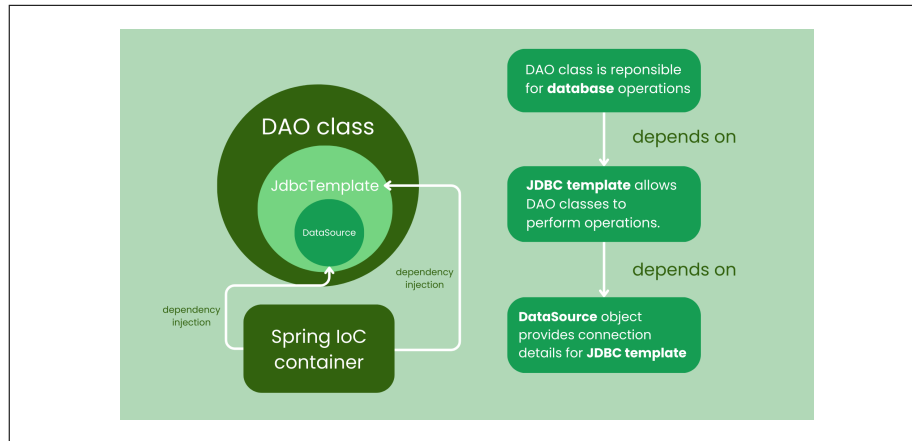 DAO class
JdbcTemplate
DataSource
dependency
injection
dependency
injection
Spring IoC
container
DAO class is reponsible
for database operations
depends on
JDBC template allows
DAO classes to
perform operations.
depends on
DataSource object
provides connection
details for JDBC template